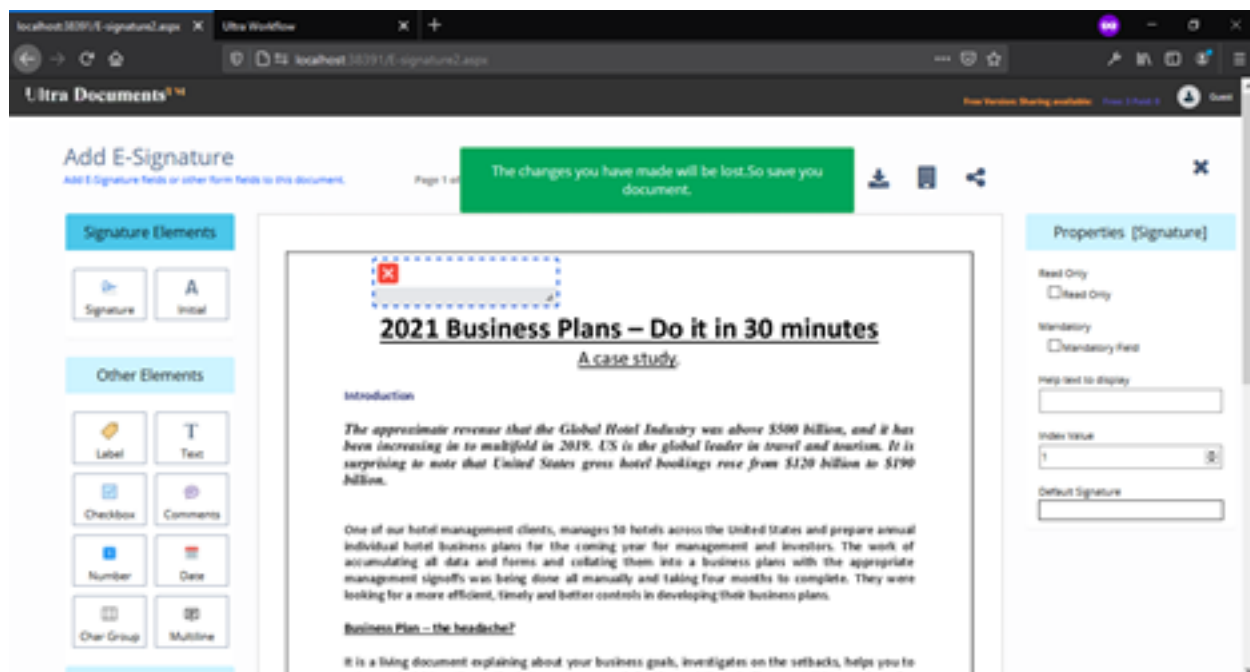 localhost:38391/E-signature2.aspx
Ultra Workflow
localhost:38391/E-signature2.aspx
Ultra Documents™
Free Version: Sharing available:
Guest
Add E-Signature
Add E-Signature fields or other form fields to this document.
Page 1 of
The changes you have made will be lost.So save you
document.
Signature Elements
Signature
Initial
Other Elements
Label
Text
Checkbox
Comments
Number
Date
Char Group
Multiline
2021 Business Plans – Do it in 30 minutes
A case study.
Introduction
The approximate revenue that the Global Hotel Industry was above $500 billion, and it has
been increasing in to multifold in 2019. US is the global leader in travel and tourism. It is
surprising to note that United States gross hotel bookings rose from $120 billion to $190
billion.
One of our hotel management clients, manages 50 hotels across the United States and prepare annual
individual hotel business plans for the coming year for management and investors. The work of
accumulating all data and forms and collating them into a business plans with the appropriate
management signoffs was being done all manually and taking four months to complete. They were
looking for a more efficient, timely and better controls in developing their business plans.
Business Plan – the headache?
It is a living document explaining about your business goals, investigates on the setbacks, helps you to
Properties [Signature]
Read Only
Read Only
Mandatory
Mandatory Field
Help text to display
Index Value
1
Default Signature